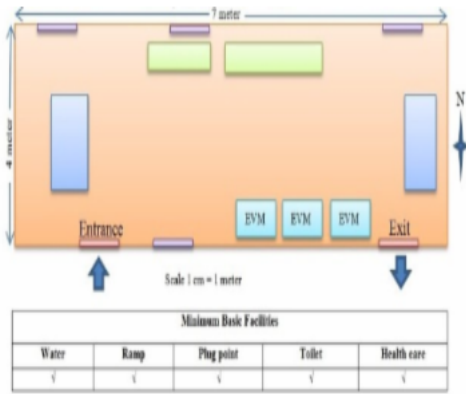 7 meter
4 meter
N
EVM EVM EVM
Entrance
Exit
Scale 1 cm = 1 meter
Minimum Basic Facilities
Water Ramp Plug point Toilet Health care
√ √ √ √ √